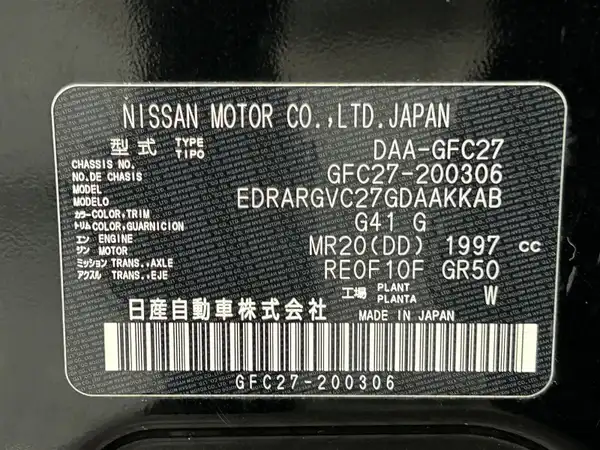 NISSAN MOTOR CO.,LTD.JAPAN
型式 TYPE TIPO DAA-GFC27
CHASSIS NO. NO.DE CHASIS GFC27-200306
MODEL MODELO EDRARGVC27GDAAKKAB
カラー COLOR,TRIM トリム COLOR,GUARNICION G41 G
エンジン ENGINE MOTOR MR20(DD) 1997 cc
ミッション TRANS.,AXLE アクスル TRANS.,EJE RE0F10F GR50
工場 PLANT PLANTA W
日産自動車株式会社 MADE IN JAPAN
GFC27-200306